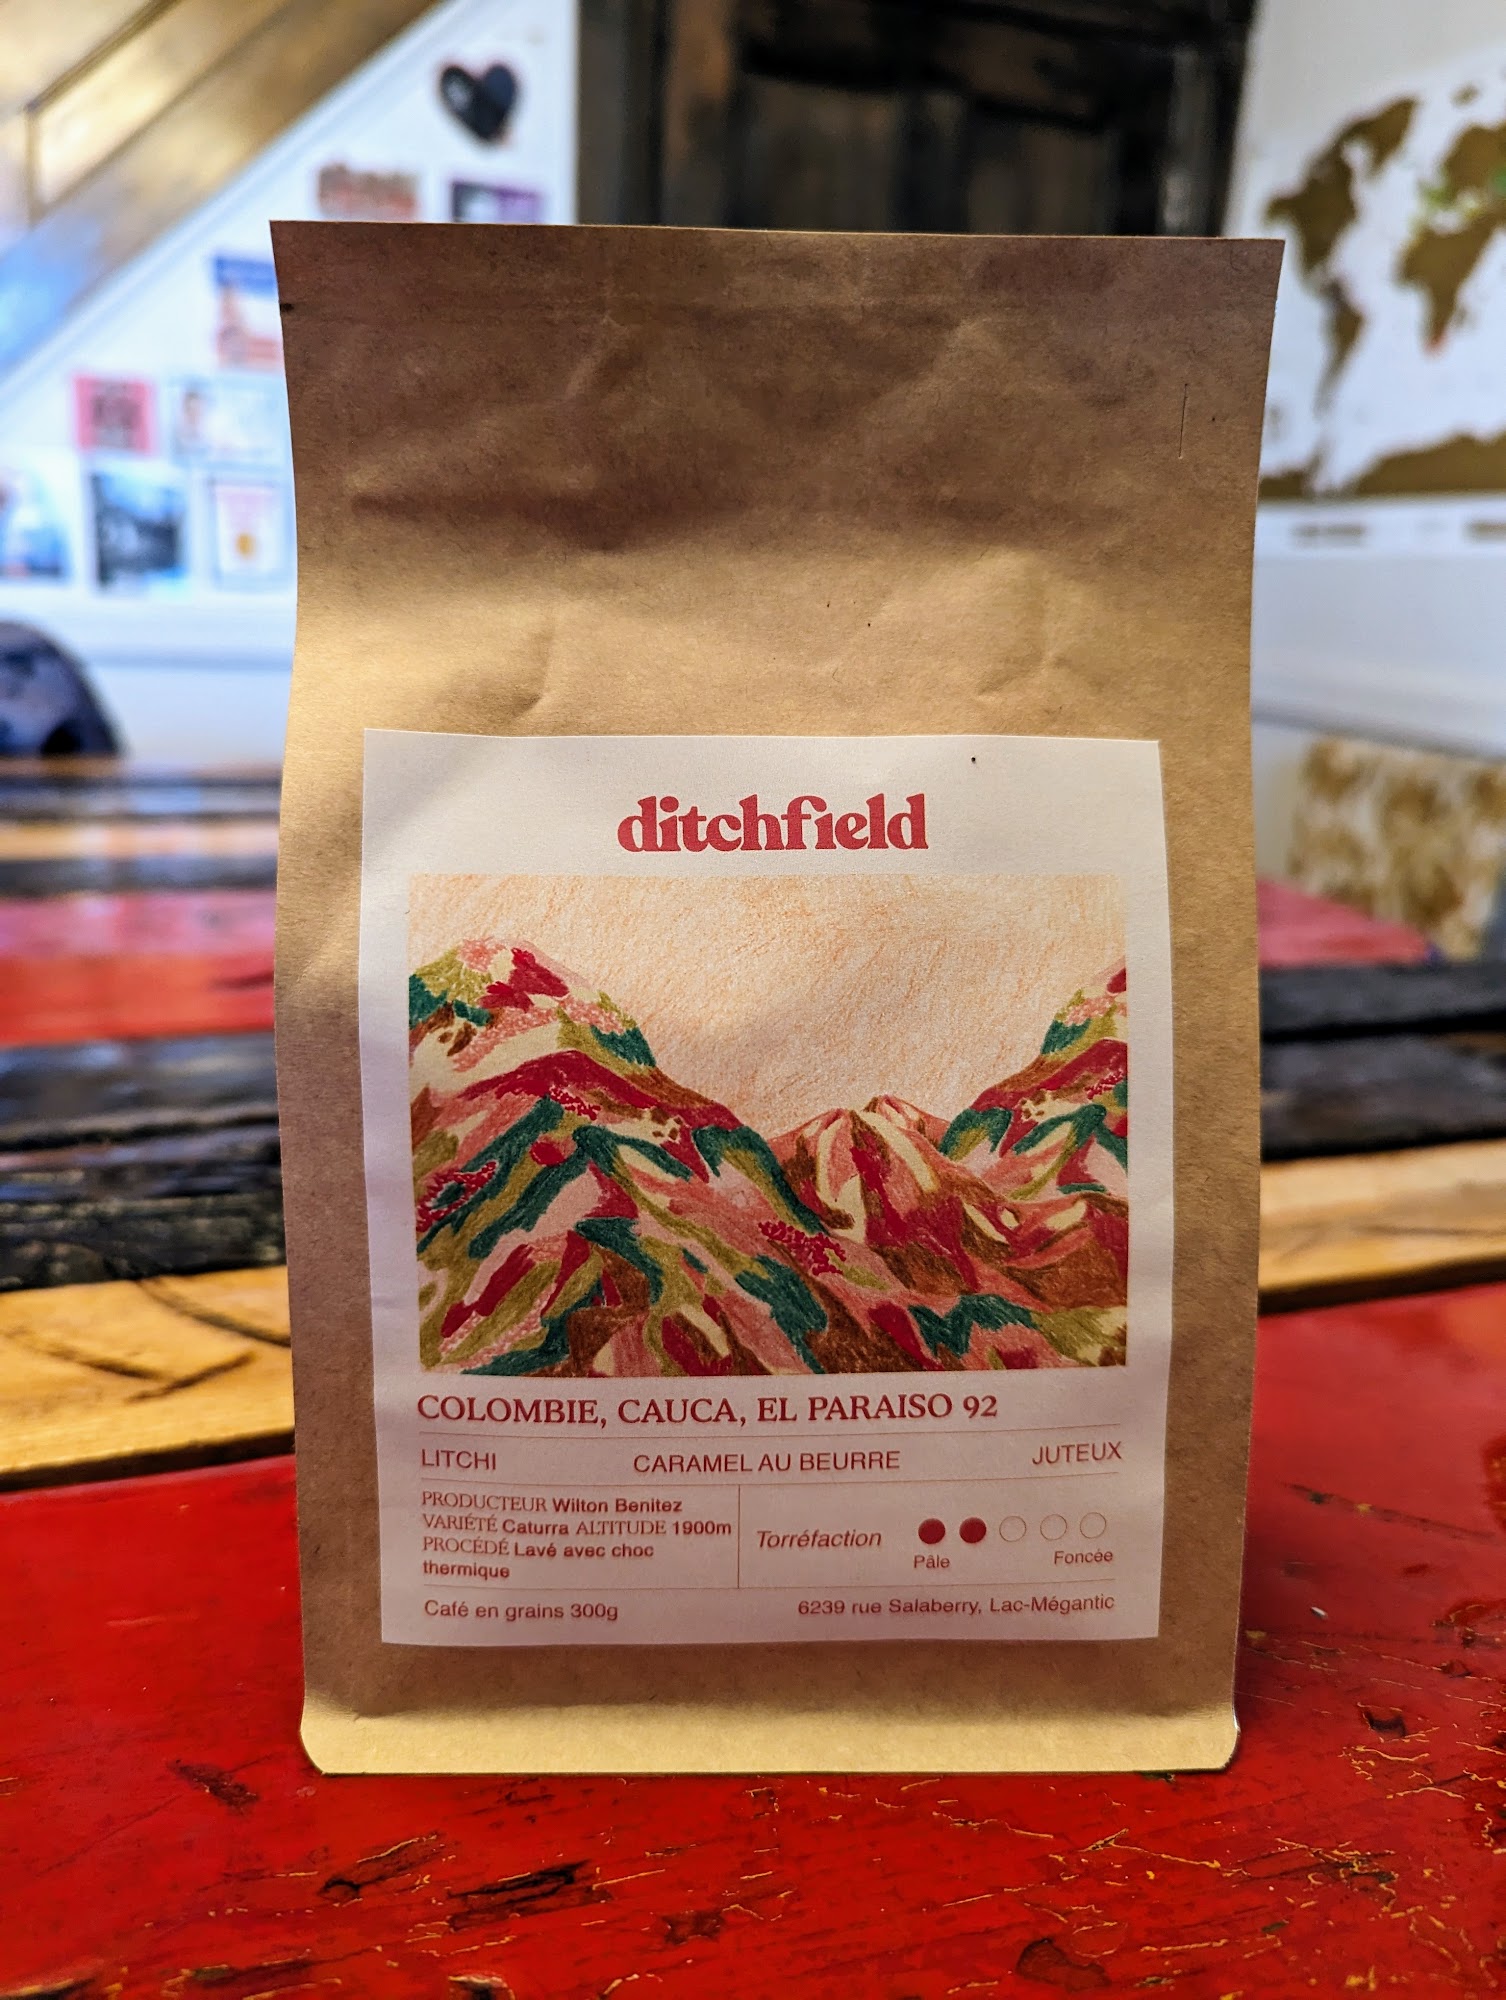 ditchfield
COLOMBIE, CAUCA, EL PARAISO 92
LITCHI CARAMEL AU BEURRE JUTEUX
PRODUCTEUR Wilton Benitez
VARIÉTÉ Caturra ALTITUDE 1900m
PROCÉDÉ Lavé avec choc
thermique
Torréfaction
Pâle Foncée
Café en grains 300g 6239 rue Salaberry, Lac-Mégantic